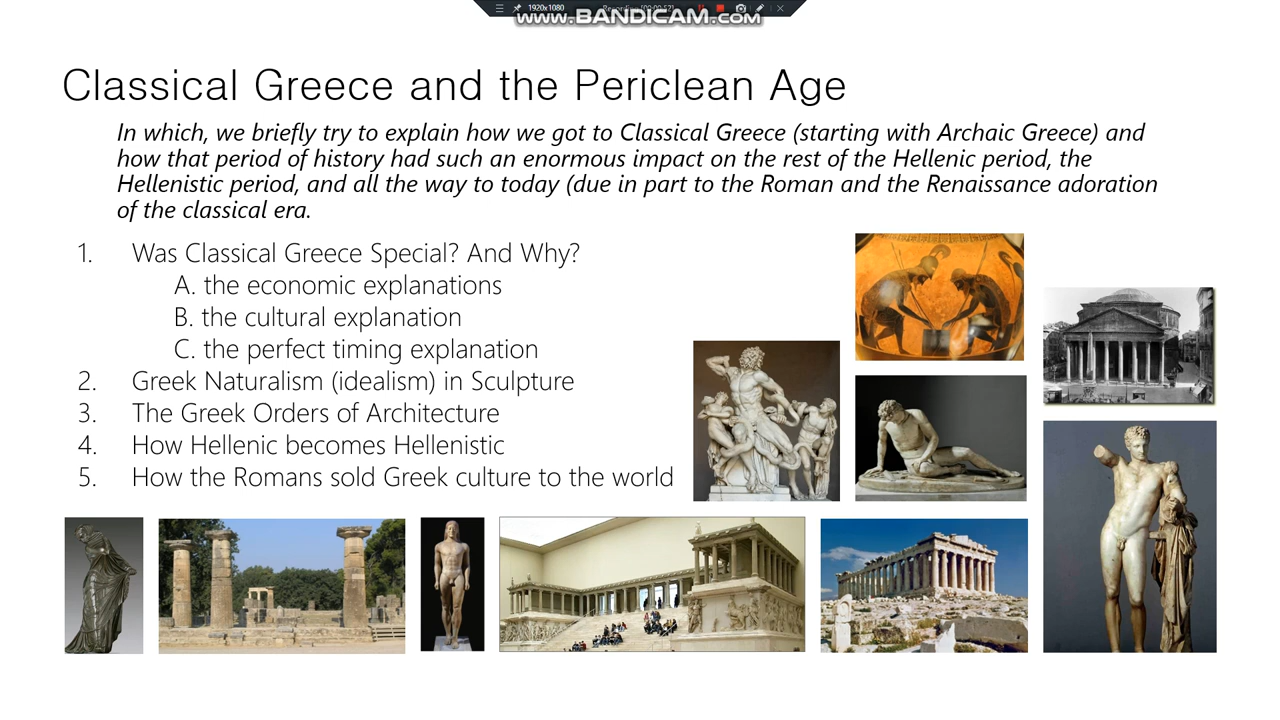 1920x1080
www.BANDICAM.com
Classical Greece and the Periclean Age
In which, we briefly try to explain how we got to Classical Greece (starting with Archaic Greece) and
how that period of history had such an enormous impact on the rest of the Hellenic period, the
Hellenistic period, and all the way to today (due in part to the Roman and the Renaissance adoration
of the classical era.
1. Was Classical Greece Special? And Why?
A. the economic explanations
B. the cultural explanation
C. the perfect timing explanation
2. Greek Naturalism (idealism) in Sculpture
3. The Greek Orders of Architecture
4. How Hellenic becomes Hellenistic
5. How the Romans sold Greek culture to the world